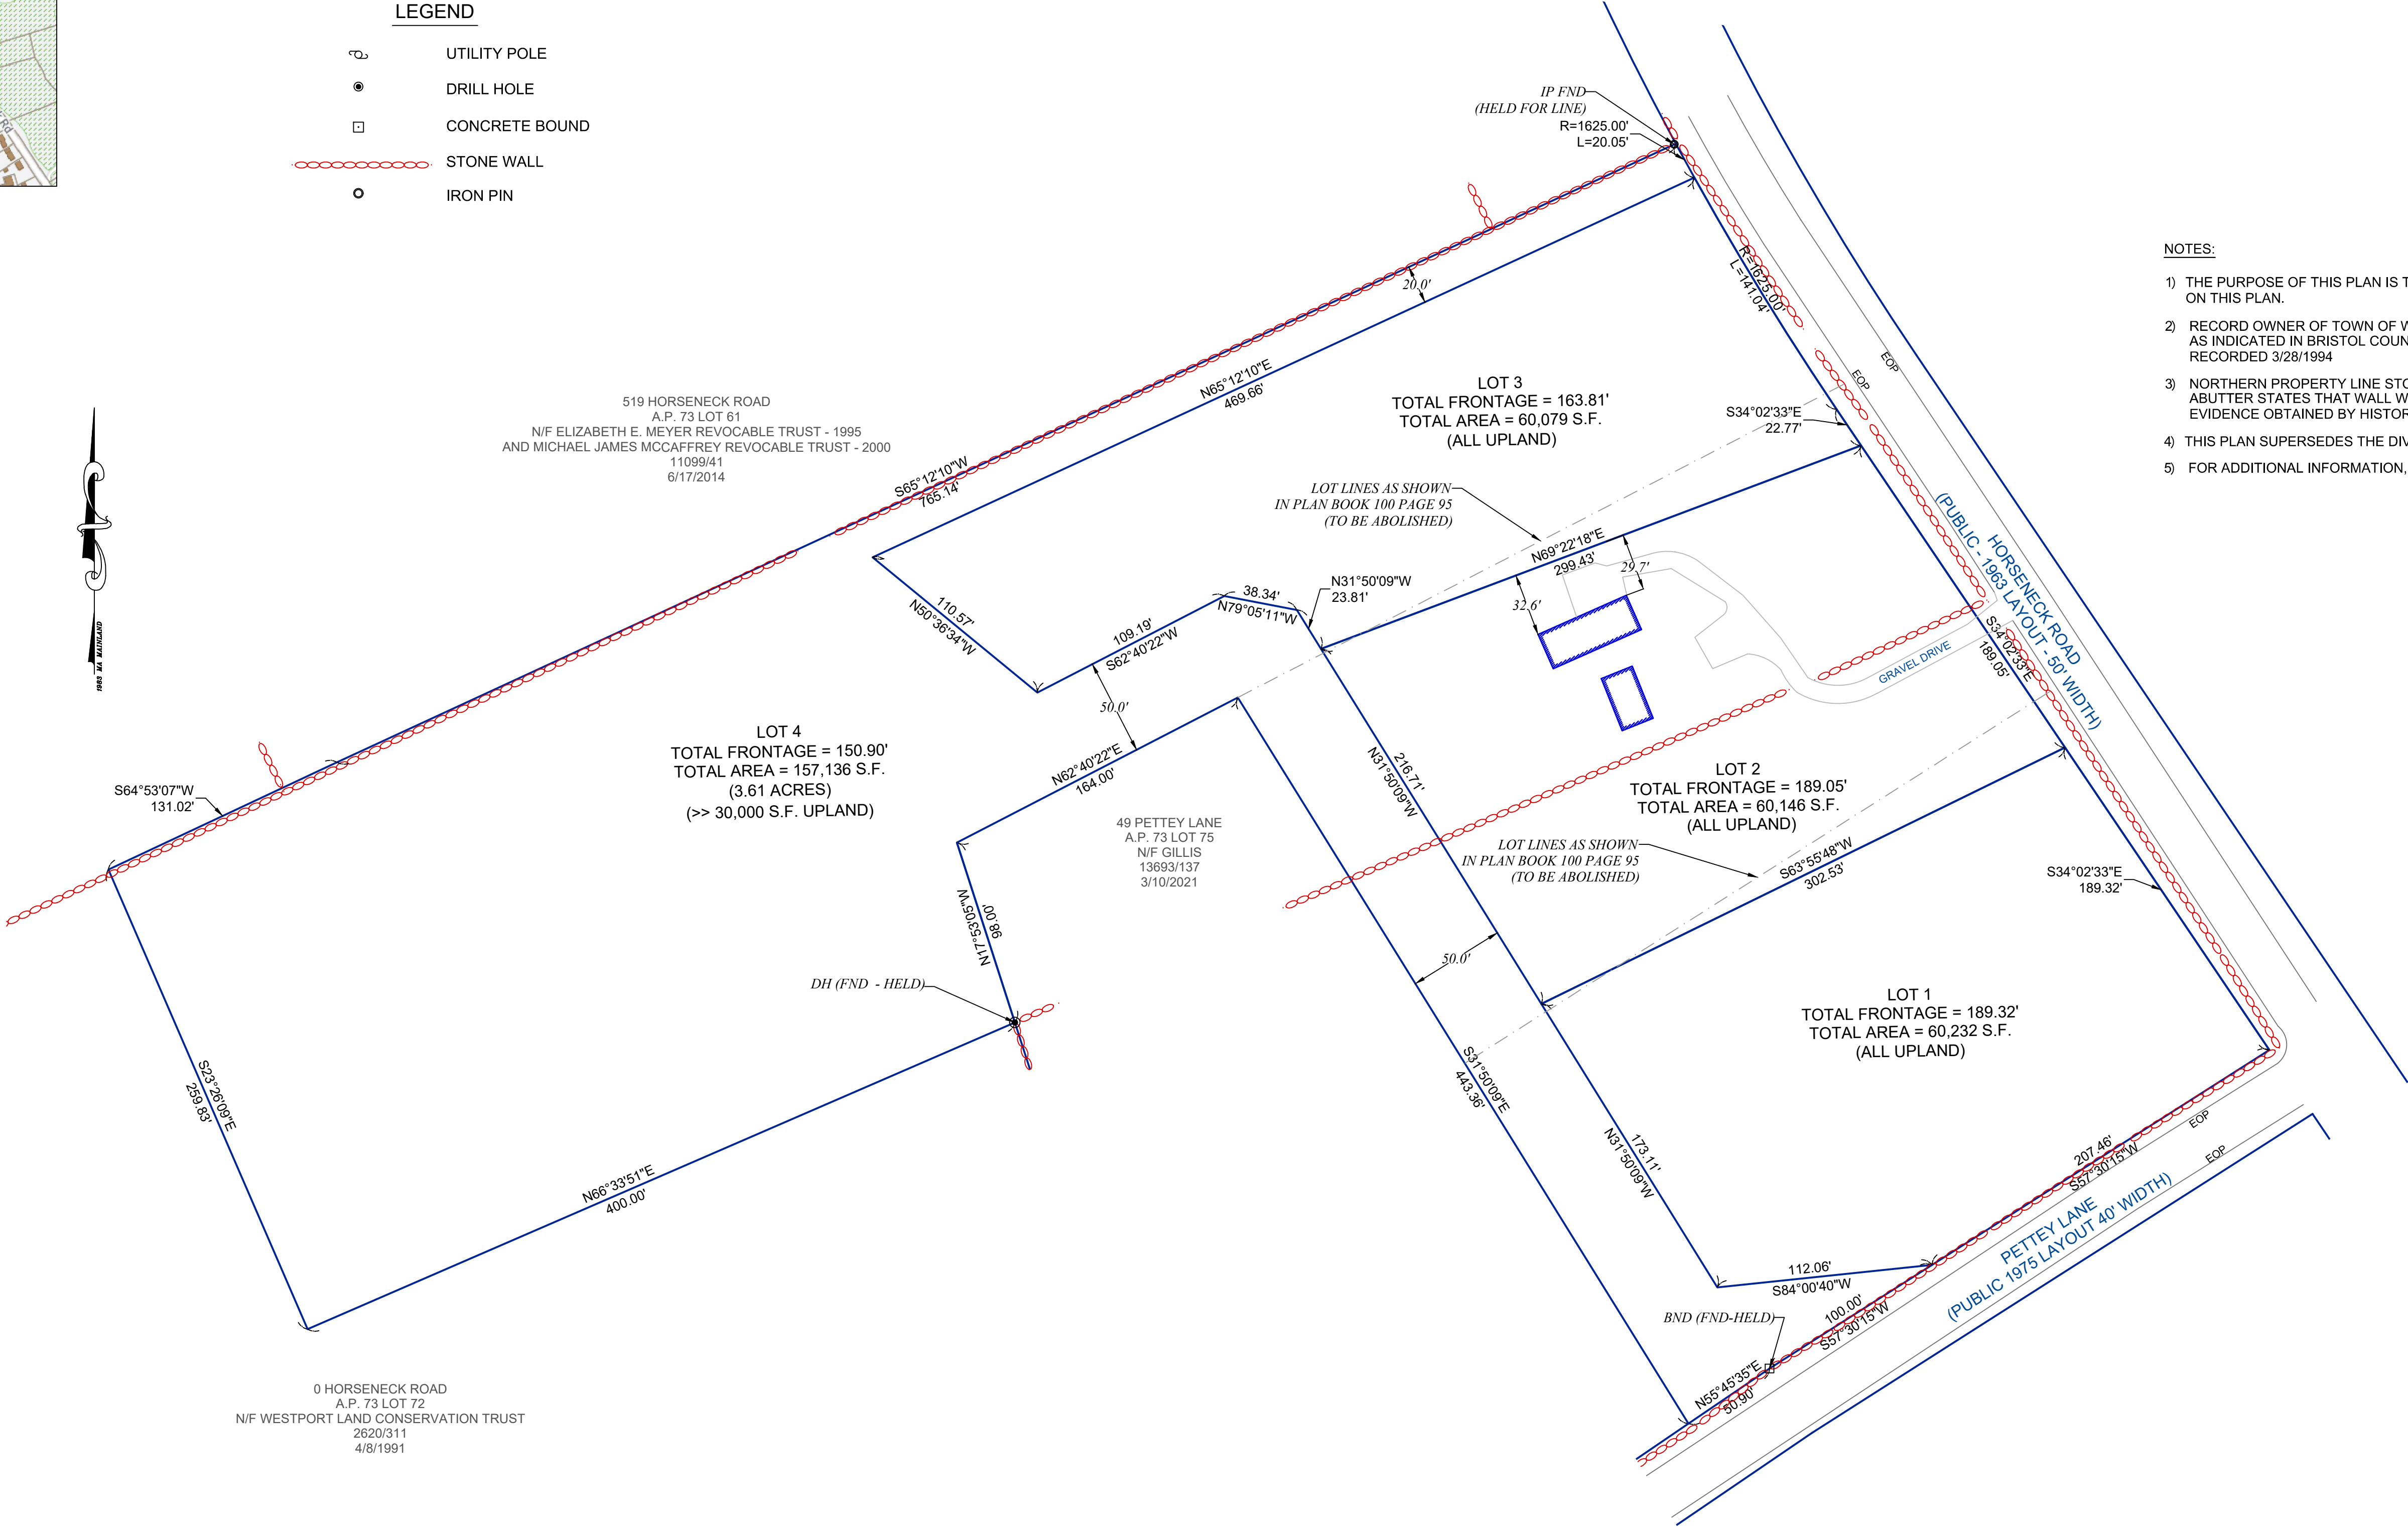 LEGEND
UTILITY POLE
DRILL HOLE
CONCRETE BOUND
STONE WALL
IRON PIN
Rd
1983 MA MAINLAND
IP FND
(HELD FOR LINE)
R=1625.00'
L=20.05'
R=1625.00'
L=141.04'
20.0'
N65°12'10"E
469.66'
S65°12'10"W
765.14'
519 HORSENECK ROAD
A.P. 73 LOT 61
N/F ELIZABETH E. MEYER REVOCABLE TRUST - 1995
AND MICHAEL JAMES MCCAFFREY REVOCABLE TRUST - 2000
11099/41
6/17/2014
LOT 3
TOTAL FRONTAGE = 163.81'
TOTAL AREA = 60,079 S.F.
(ALL UPLAND)
S34°02'33"E
22.77'
EOP
EOP
LOT LINES AS SHOWN
IN PLAN BOOK 100 PAGE 95
(TO BE ABOLISHED)
N69°22'18"E
299.43'
29.7'
32.6'
N31°50'09"W
23.81'
38.34'
N79°05'11"W
109.19'
S62°40'22"W
110.57'
N50°36'34"W
50.0'
N62°40'22"E
164.00'
HORSENECK ROAD
(PUBLIC - 1963 LAYOUT - 50' WIDTH)
GRAVEL DRIVE
S34°02'33"E
189.05'
LOT 4
TOTAL FRONTAGE = 150.90'
TOTAL AREA = 157,136 S.F.
(3.61 ACRES)
(>> 30,000 S.F. UPLAND)
S64°53'07"W
131.02'
216.71'
N31°50'09"W
LOT 2
TOTAL FRONTAGE = 189.05'
TOTAL AREA = 60,146 S.F.
(ALL UPLAND)
49 PETTEY LANE
A.P. 73 LOT 75
N/F GILLIS
13693/137
3/10/2021
LOT LINES AS SHOWN
IN PLAN BOOK 100 PAGE 95
(TO BE ABOLISHED)
S63°55'48"W
302.53'
S34°02'33"E
189.32'
98.00'
N17°53'05"W
DH (FND - HELD)
50.0'
LOT 1
TOTAL FRONTAGE = 189.32'
TOTAL AREA = 60,232 S.F.
(ALL UPLAND)
S23°26'09"E
259.83'
N66°33'51"E
400.00'
S31°50'09"E
443.36'
173.11'
N31°50'09"W
112.06'
S84°00'40"W
207.46'
S57°30'15"W
EOP
EOP
PETTEY LANE
(PUBLIC 1975 LAYOUT 40' WIDTH)
100.00'
S57°30'15"W
BND (FND-HELD)
N55°45'35"E
50.90'
0 HORSENECK ROAD
A.P. 73 LOT 72
N/F WESTPORT LAND CONSERVATION TRUST
2620/311
4/8/1991
NOTES:
1) THE PURPOSE OF THIS PLAN IS T
ON THIS PLAN.
2) RECORD OWNER OF TOWN OF W
AS INDICATED IN BRISTOL COUN
RECORDED 3/28/1994
3) NORTHERN PROPERTY LINE STO
ABUTTER STATES THAT WALL W
EVIDENCE OBTAINED BY HISTOR
4) THIS PLAN SUPERSEDES THE DIV
5) FOR ADDITIONAL INFORMATION,